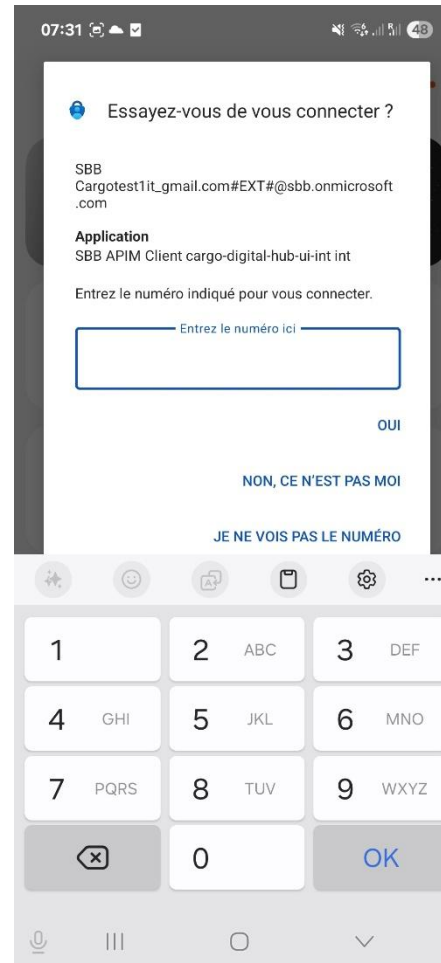 07:31 48
Essayez-vous de vous connecter ?
SBB
Cargotest1it_gmail.com#EXT#@sbb.onmicrosoft
.com
Application
SBB APIM Client cargo-digital-hub-ui-int int
Entrez le numéro indiqué pour vous connecter.
Entrez le numéro ici
OUI
NON, CE N'EST PAS MOI
JE NE VOIS PAS LE NUMÉRO
1 2 ABC 3 DEF
4 GHI 5 JKL 6 MNO
7 PQRS 8 TUV 9 WXYZ
0 OK